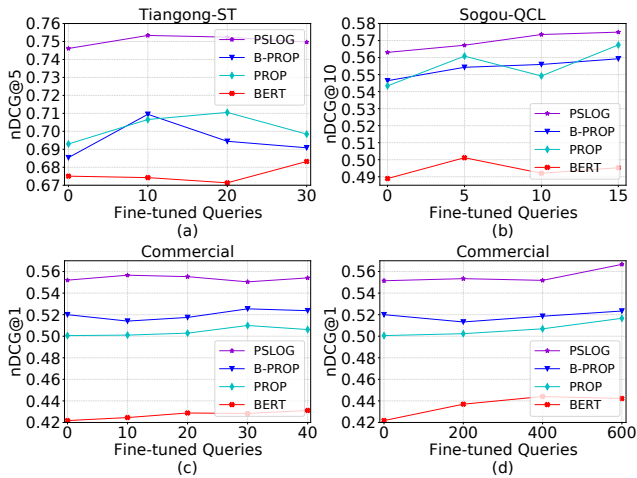 Tiangong-ST
nDCG@5
0.76
0.75
0.74
0.73
0.72
0.71
0.70
0.69
0.68
0.67
0
10
20
30
PSLOG
B-PROP
PROP
BERT
Fine-tuned Queries
(a)
Sogou-QCL
nDCG@10
0.58
0.57
0.56
0.55
0.54
0.53
0.52
0.51
0.50
0.49
0
5
10
15
PSLOG
B-PROP
PROP
BERT
Fine-tuned Queries
(b)
Commercial
nDCG@1
0.56
0.54
0.52
0.50
0.48
0.46
0.44
0.42
0
10
20
30
40
PSLOG
B-PROP
PROP
BERT
Fine-tuned Queries
(c)
Commercial
nDCG@1
0.56
0.54
0.52
0.50
0.48
0.46
0.44
0.42
0
200
400
600
PSLOG
B-PROP
PROP
BERT
Fine-tuned Queries
(d)